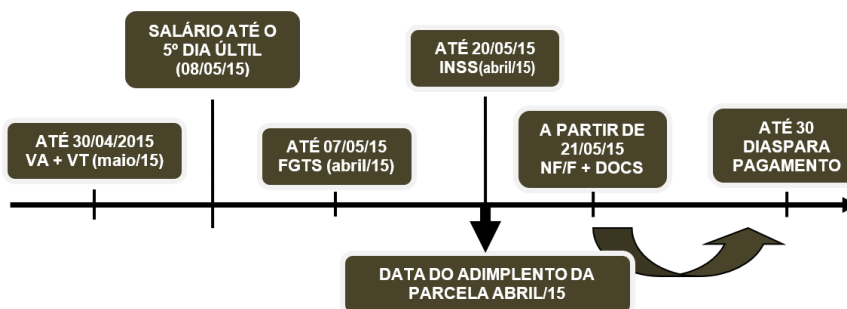 SALÁRIO ATÉ O
5º DIA ÚLTIL
(08/05/15)
ATÉ 20/05/15
INSS(abril/15)
ATÉ 30/04/2015
VA + VT (maio/15)
ATÉ 07/05/15
FGTS (abril/15)
A PARTIR DE
21/05/15
NF/F + DOCS
ATÉ 30
DIASPARA
PAGAMENTO
DATA DO ADIMPLENTO DA
PARCELA ABRIL/15